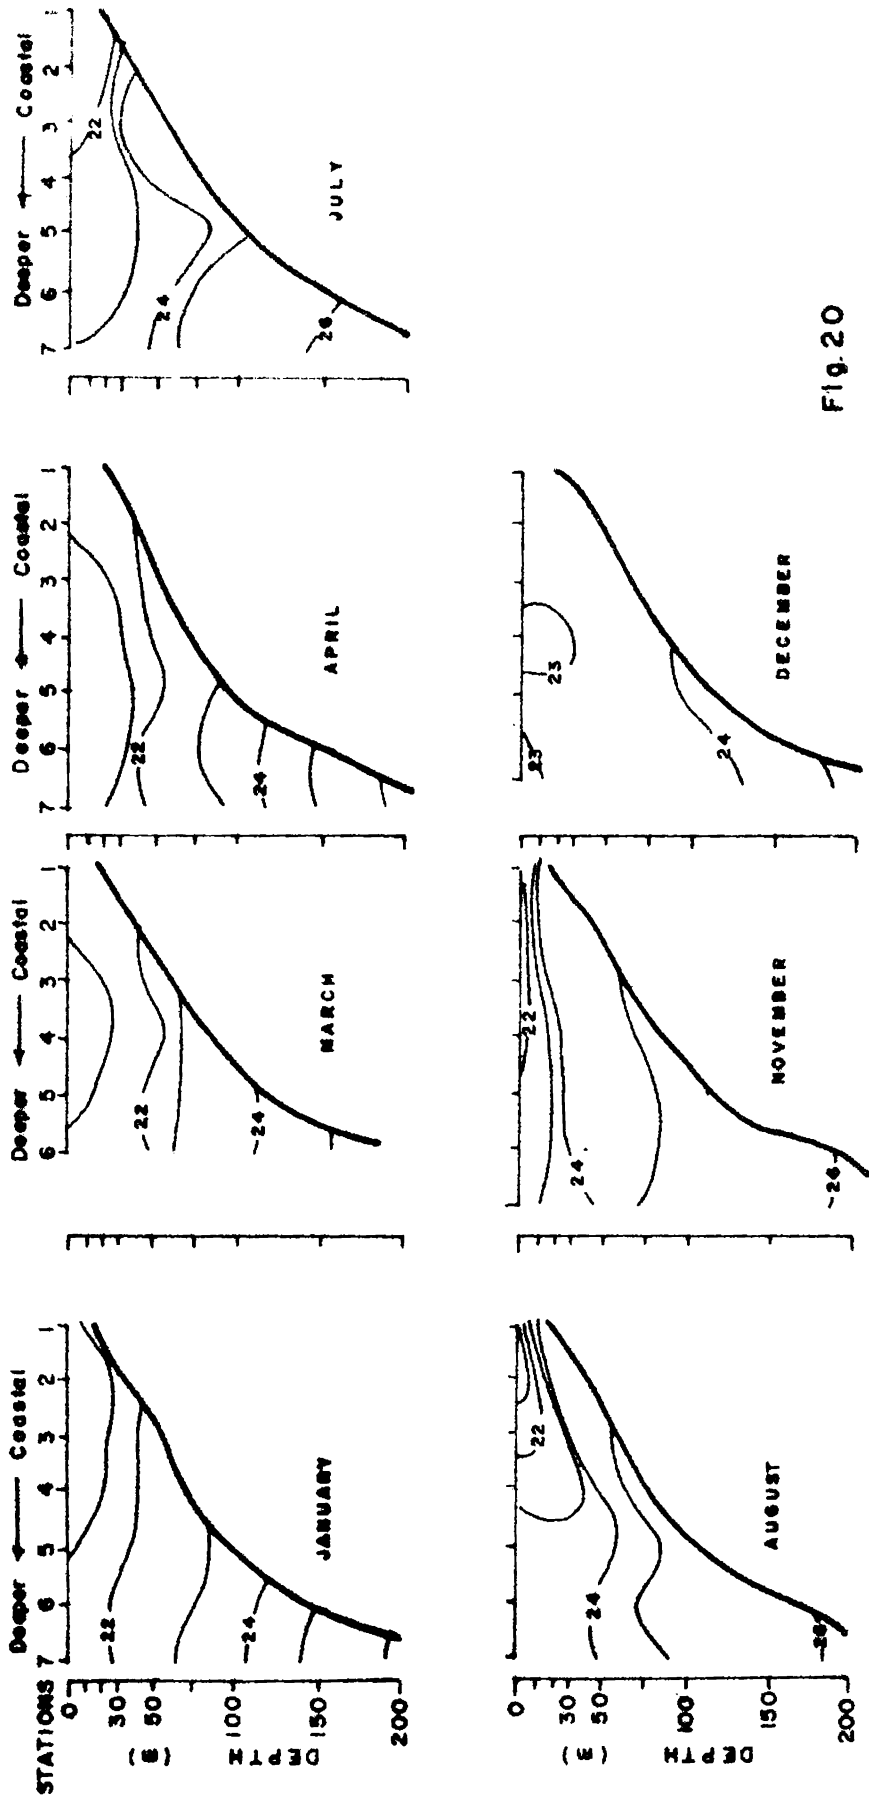 Deeper ← Coastal
STATIONS 7 6 5 4 3 2 1
0
30
50
100
150
200
DEPTH
(m)
22
24
JANUARY
Deeper ← Coastal
6 5 4 3 2 1
22
24
MARCH
Deeper ← Coastal
7 6 5 4 3 2 1
22
24
APRIL
Deeper ← Coastal
7 6 5 4 3 2 1
22
24
26
JULY
0
30
50
100
150
200
DEPTH
(m)
22
24
26
AUGUST
22
24
26
NOVEMBER
23
23
24
DECEMBER
Fig. 20